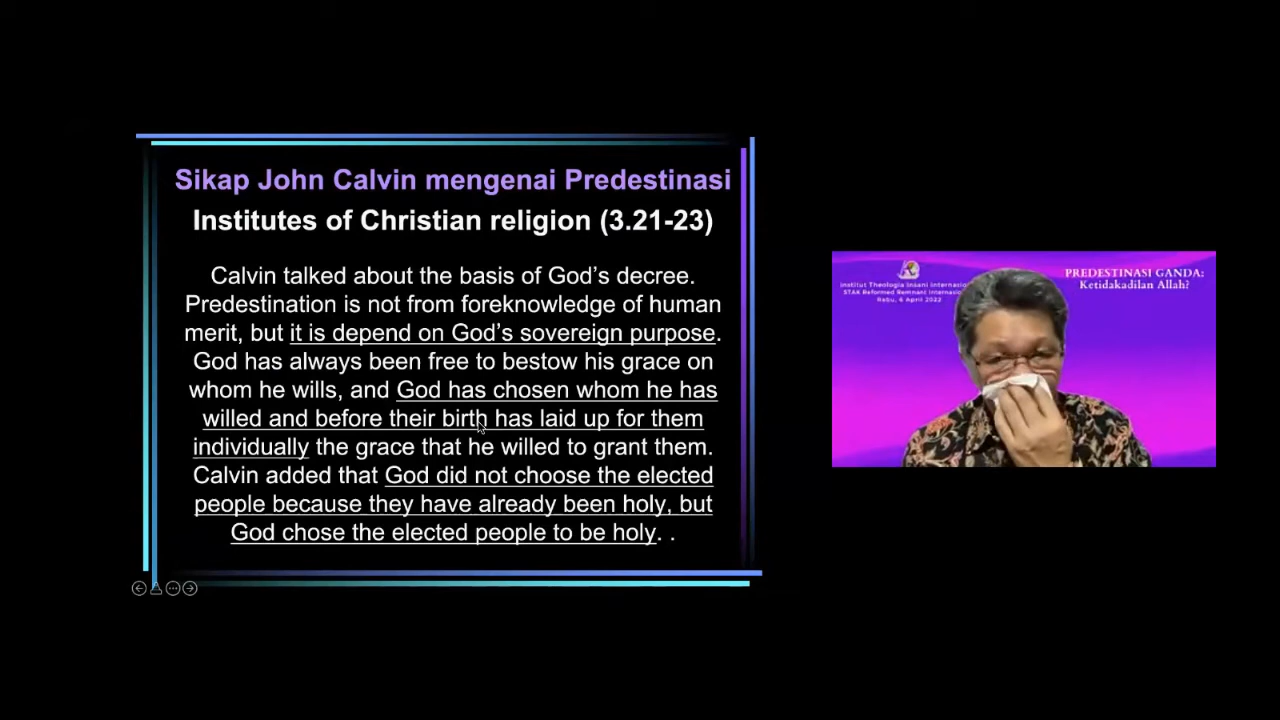 Sikap John Calvin mengenai Predestinasi
Institutes of Christian religion (3.21-23)
Calvin talked about the basis of God's decree.
Predestination is not from foreknowledge of human
merit, but it is depend on God's sovereign purpose.
God has always been free to bestow his grace on
whom he wills, and God has chosen whom he has
willed and before their birth has laid up for them
individually the grace that he willed to grant them.
Calvin added that God did not choose the elected
people because they have already been holy, but
God chose the elected people to be holy. . .
Institut Theologia Insani Internasio
STAK Reformed Remnant Internasio
Rabu, 6 April 2022
PREDESTINASI GANDA:
Ketidakadilan Allah?